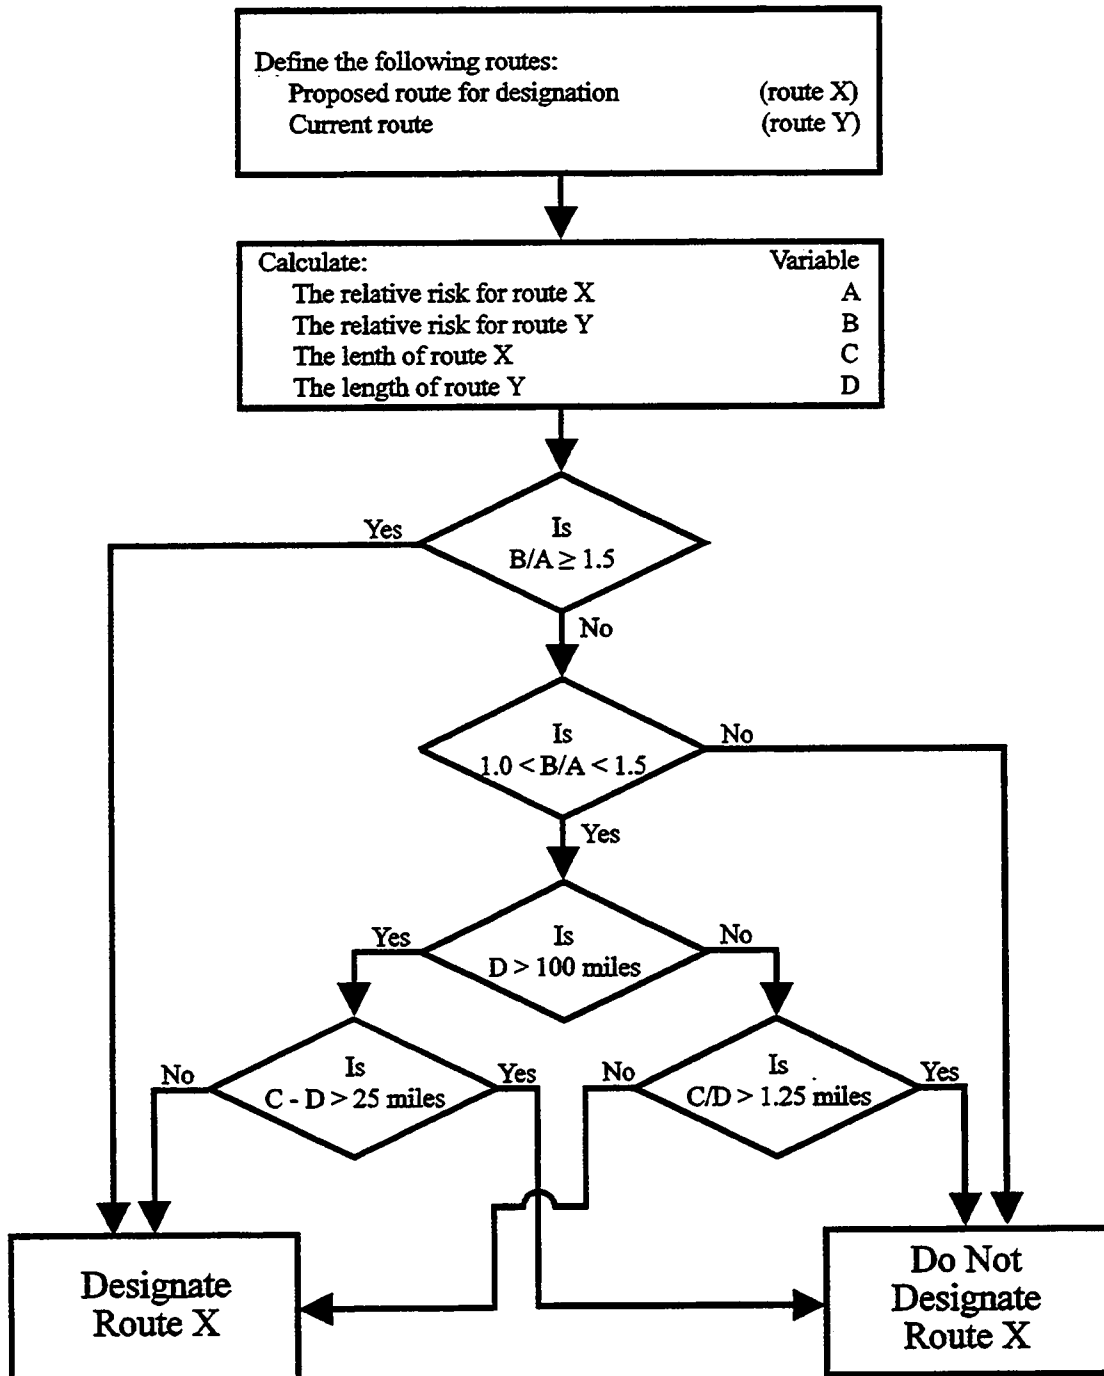 Define the following routes:
Proposed route for designation (route X)
Current route (route Y)
Calculate: Variable
The relative risk for route X A
The relative risk for route Y B
The lenth of route X C
The length of route Y D
Yes
Is
B/A ≥ 1.5
No
Is
1.0 < B/A < 1.5
No
Yes
Yes
Is
D > 100 miles
No
No
Is
C - D > 25 miles
Yes
No
Is
C/D > 1.25 miles
Yes
Designate
Route X
Do Not
Designate
Route X